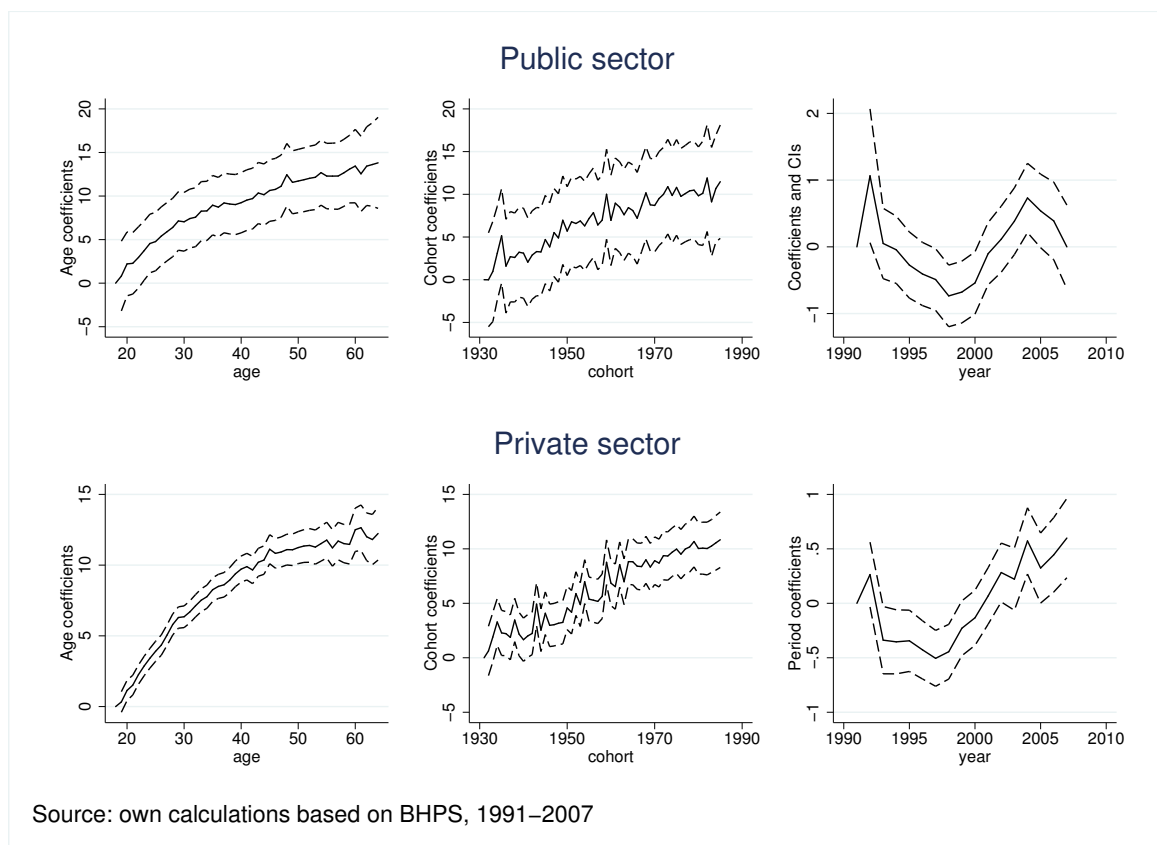 Public sector
Age coefficients
−5 0 5 10 15 20
20 30 40 50 60
age
Cohort coefficients
−5 0 5 10 15 20
1930 1950 1970 1990
cohort
Coefficients and CIs
−1 0 1 2
1990 1995 2000 2005 2010
year
Private sector
Age coefficients
0 5 10 15
20 30 40 50 60
age
Cohort coefficients
−5 0 5 10 15
1930 1950 1970 1990
cohort
Period coefficients
−1 −.5 0 .5 1
1990 1995 2000 2005 2010
year
Source: own calculations based on BHPS, 1991−2007